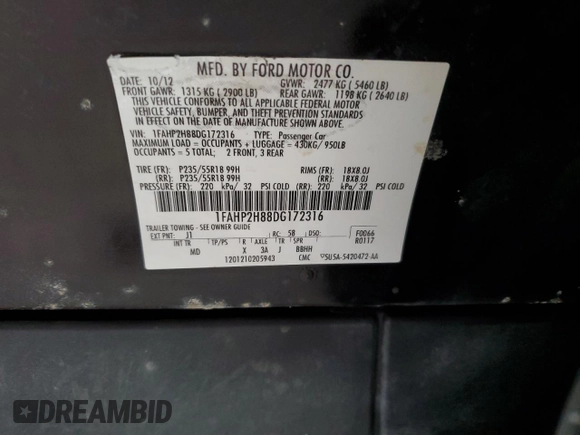 MFD. BY FORD MOTOR CO.
DATE: 10/12 GVWR: 2477 KG ( 5460 LB)
FRONT GAWR: 1315 KG ( 2900 LB) REAR GAWR: 1198 KG ( 2640 LB)
THIS VEHICLE CONFORMS TO ALL APPLICABLE FEDERAL MOTOR
VEHICLE SAFETY, BUMPER, AND THEFT PREVENTION STANDARDS
IN EFFECT ON THE DATE OF MANUFACTURE SHOWN ABOVE.
VIN: 1FAHP2H88DG172316 TYPE: Passenger Car
MAXIMUM LOAD = OCCUPANTS + LUGGAGE = 430KG/ 950LB
OCCUPANTS = 5 TOTAL; 2 FRONT, 3 REAR
TIRE (FR): P235/55R18 99H RIMS (FR): 18X8.0J
(RR): P235/55R18 99H (RR): 18X8.0J
PRESSURE (FR): 220 kPa/ 32 PSI COLD (RR): 220 kPa/ 32 PSI COLD
1FAHP2H88DG172316
TRAILER TOWING - SEE OWNER GUIDE
EXT PNT: J1 RC: 58 DSO: F0066
R0117
INT TR TP/PS R AXLE TR SPR
MD X 3A J BBHH
1201210205943 CMC 5U5A-5420472-AA
DREAMBID